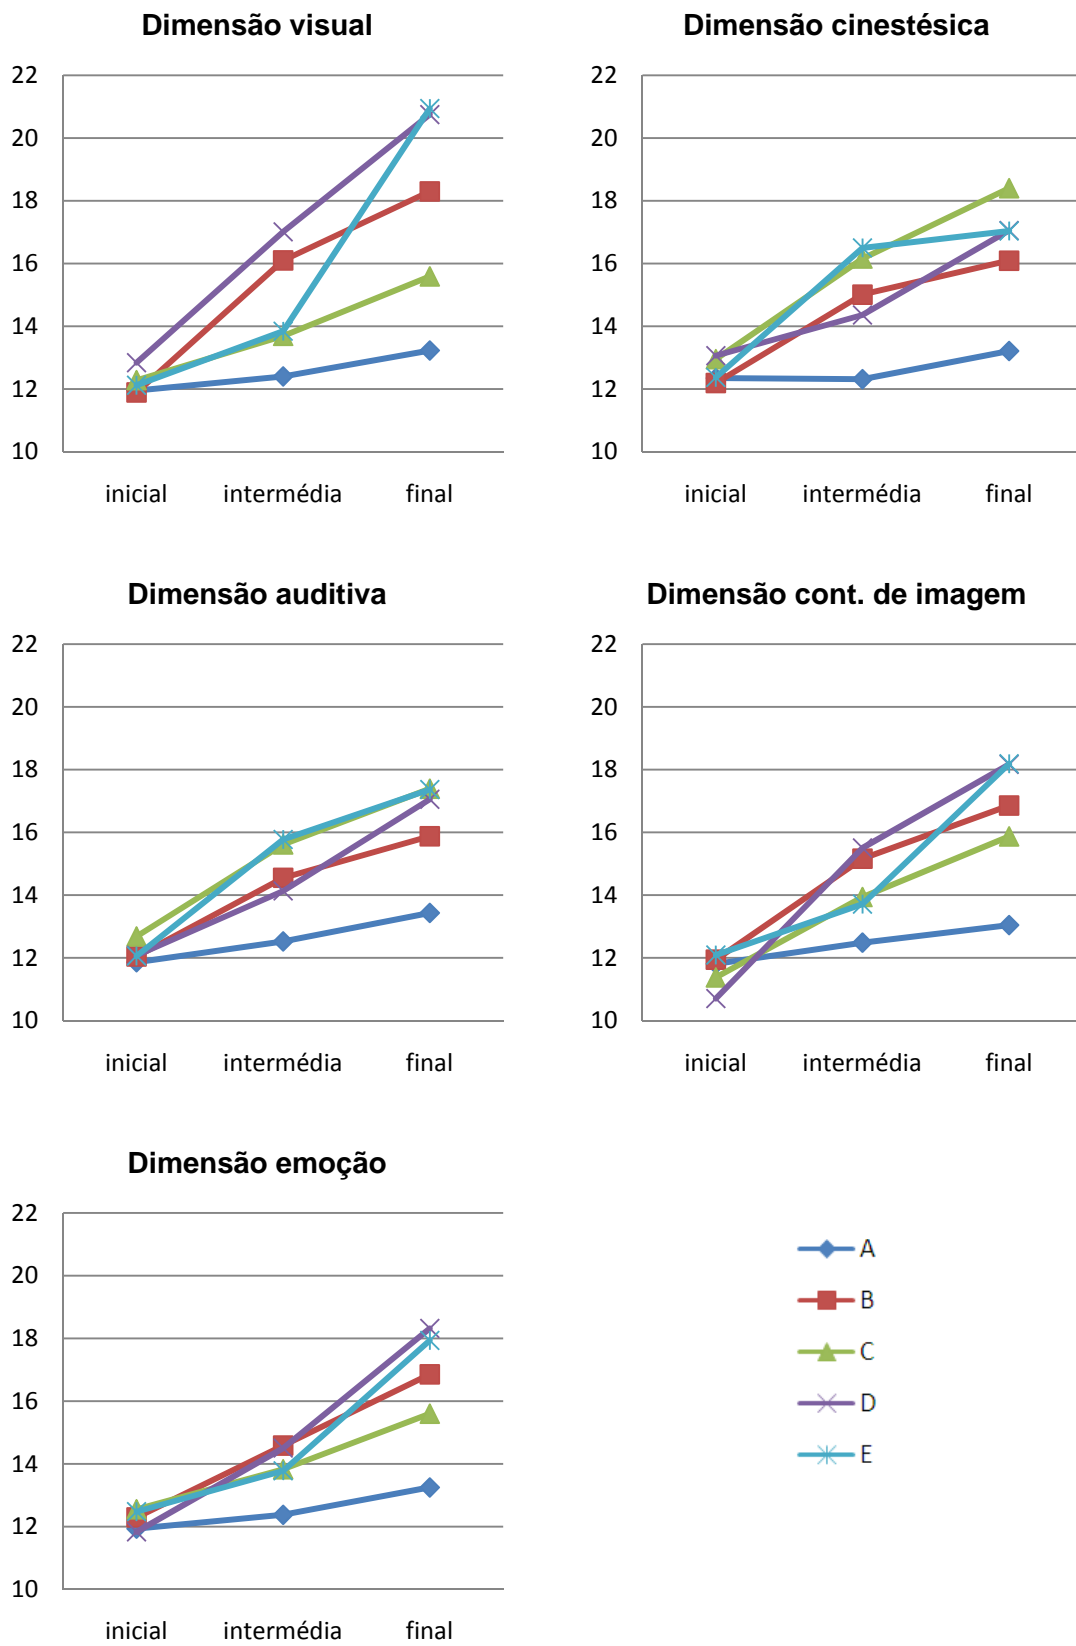 Dimensão visual
22
20
18
16
14
12
10
inicial intermédia final
Dimensão cinestésica
22
20
18
16
14
12
10
inicial intermédia final
Dimensão auditiva
22
20
18
16
14
12
10
inicial intermédia final
Dimensão cont. de imagem
22
20
18
16
14
12
10
inicial intermédia final
Dimensão emoção
22
20
18
16
14
12
10
inicial intermédia final
A
B
C
D
E